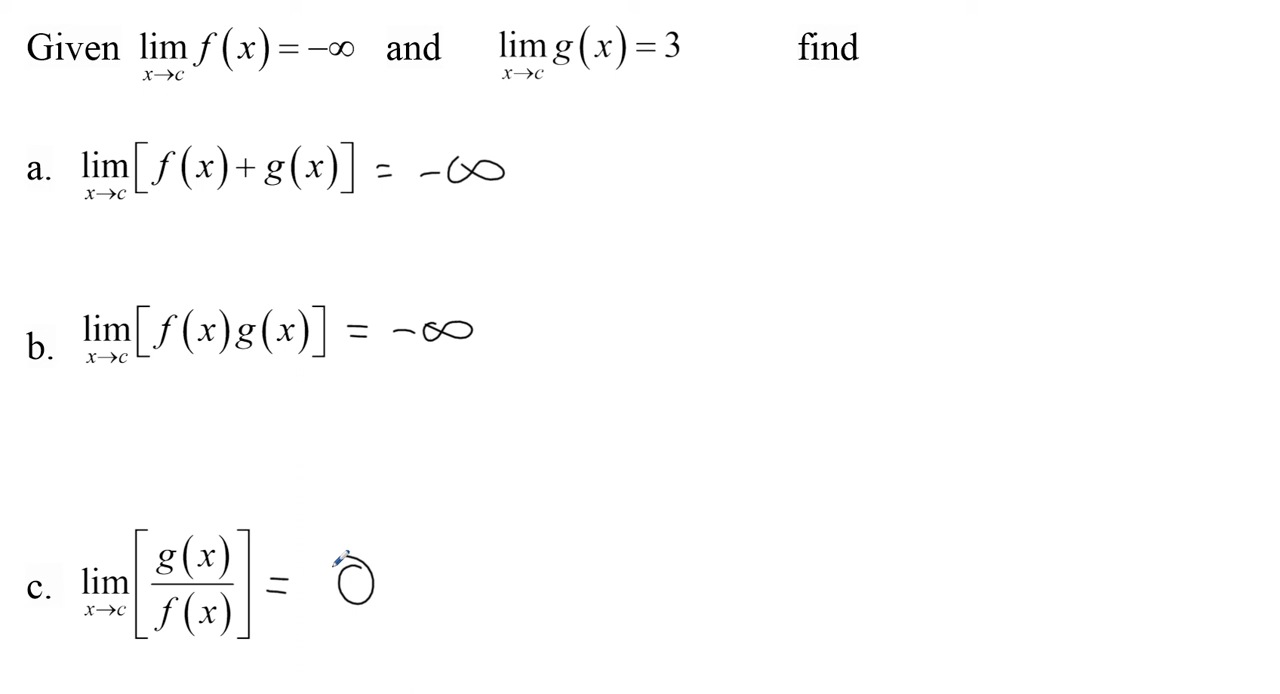 Given lim x→c f(x) = −∞ and lim x→c g(x) = 3 find
a. lim x→c [f(x) + g(x)] = −∞
b. lim x→c [f(x)g(x)] = −∞
c. lim x→c [g(x)/f(x)] = 0